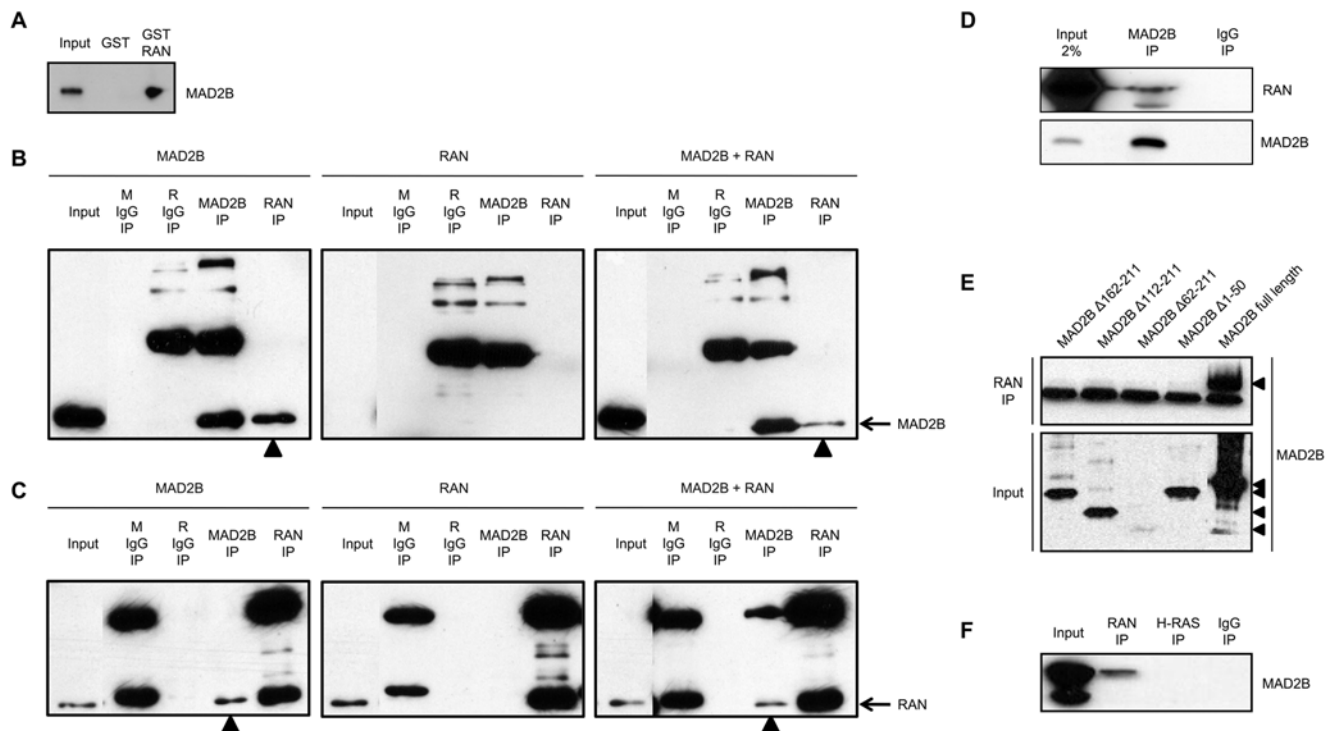 A
Input GST GST RAN
MAD2B
B
MAD2B RAN MAD2B + RAN
Input M IgG IP R IgG IP MAD2B IP RAN IP Input M IgG IP R IgG IP MAD2B IP RAN IP Input M IgG IP R IgG IP MAD2B IP RAN IP
MAD2B
C
MAD2B RAN MAD2B + RAN
Input M IgG IP R IgG IP MAD2B IP RAN IP Input M IgG IP R IgG IP MAD2B IP RAN IP Input M IgG IP R IgG IP MAD2B IP RAN IP
RAN
D
Input 2% MAD2B IP IgG IP
RAN
MAD2B
E
MAD2B Δ162-211
MAD2B Δ112-211
MAD2B Δ62-211
MAD2B Δ1-50
MAD2B full length
RAN IP
Input
MAD2B
F
Input RAN IP H-RAS IP IgG IP
MAD2B